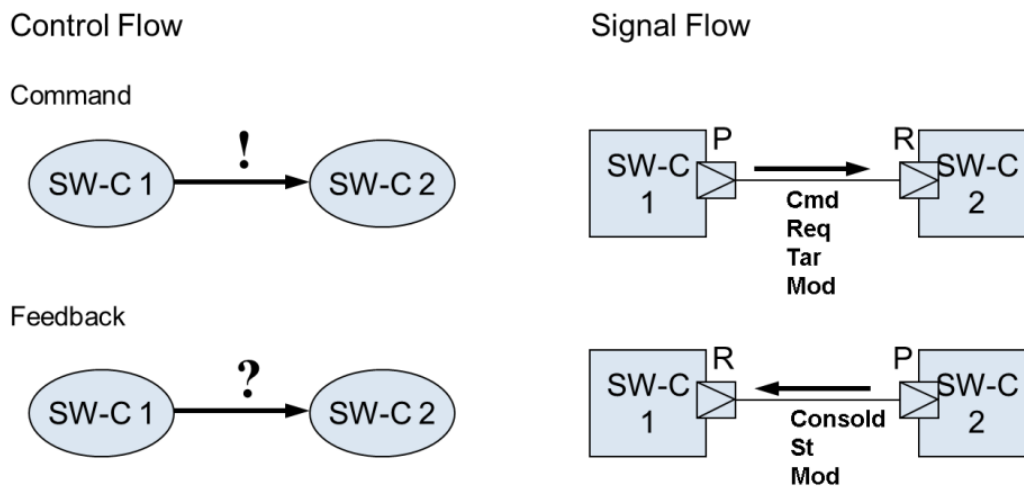 Control Flow
Signal Flow
Command
!
SW-C 1
SW-C 2
P
R
SW-C
1
SW-C
2
Cmd
Req
Tar
Mod
Feedback
?
SW-C 1
SW-C 2
R
P
SW-C
1
SW-C
2
Consold
St
Mod